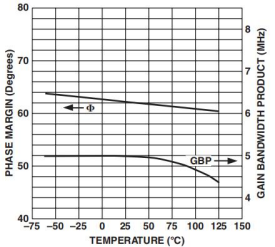 80
70
60
50
40
PHASE MARGIN (Degrees)
Φ
GBP
8
7
6
5
4
GAIN BANDWIDTH PRODUCT (MHz)
–75 –50 –25 0 25 50 75 100 125 150
TEMPERATURE (°C)